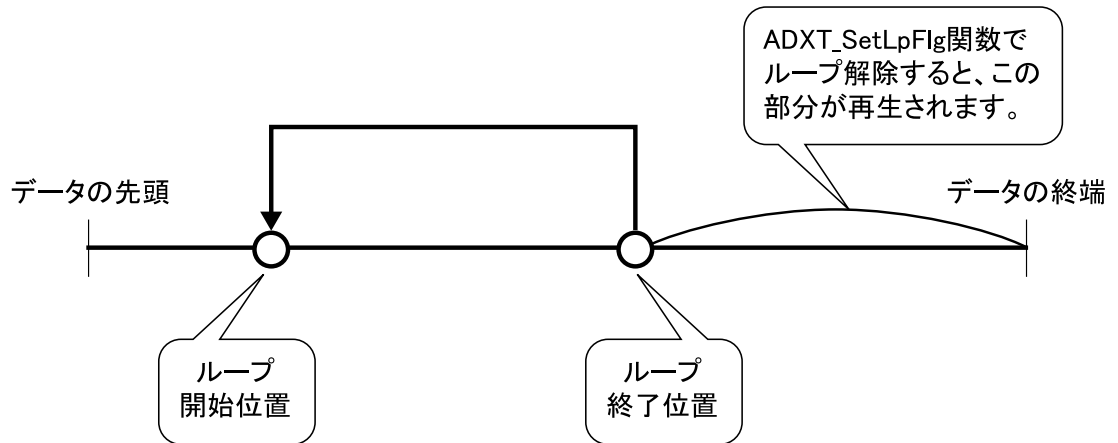 ADXT_SetLpFlg関数で
ループ解除すると、この
部分が再生されます。
データの先頭
データの終端
ループ
開始位置
ループ
終了位置